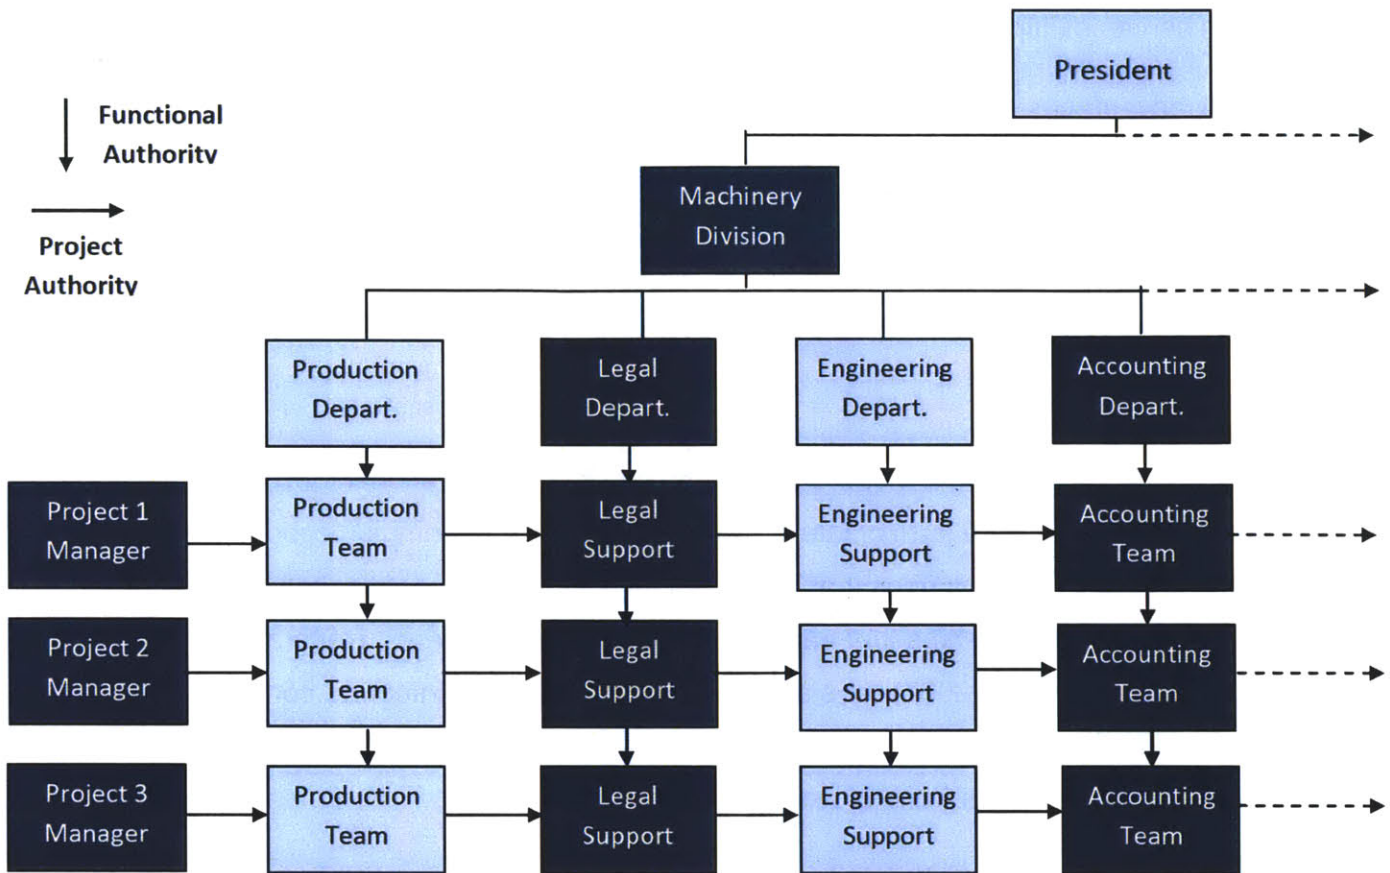 President
Functional
Authority
Project
Authority
Machinery
Division
Production
Depart.
Legal
Depart.
Engineering
Depart.
Accounting
Depart.
Project 1
Manager
Production
Team
Legal
Support
Engineering
Support
Accounting
Team
Project 2
Manager
Production
Team
Legal
Support
Engineering
Support
Accounting
Team
Project 3
Manager
Production
Team
Legal
Support
Engineering
Support
Accounting
Team